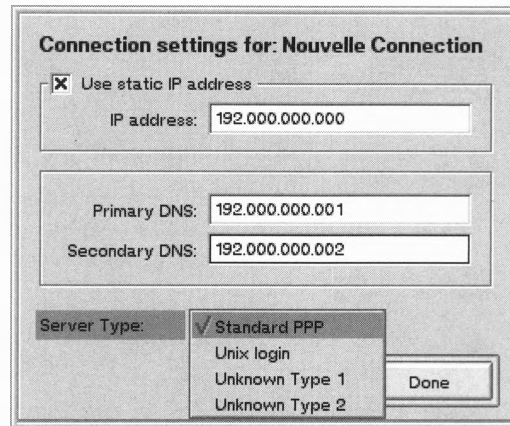 Connection settings for: Nouvelle Connection
Use static IP address
IP address: 192.000.000.000
Primary DNS: 192.000.000.001
Secondary DNS: 192.000.000.002
Server Type:
Standard PPP
Unix login
Unknown Type 1
Unknown Type 2
Done